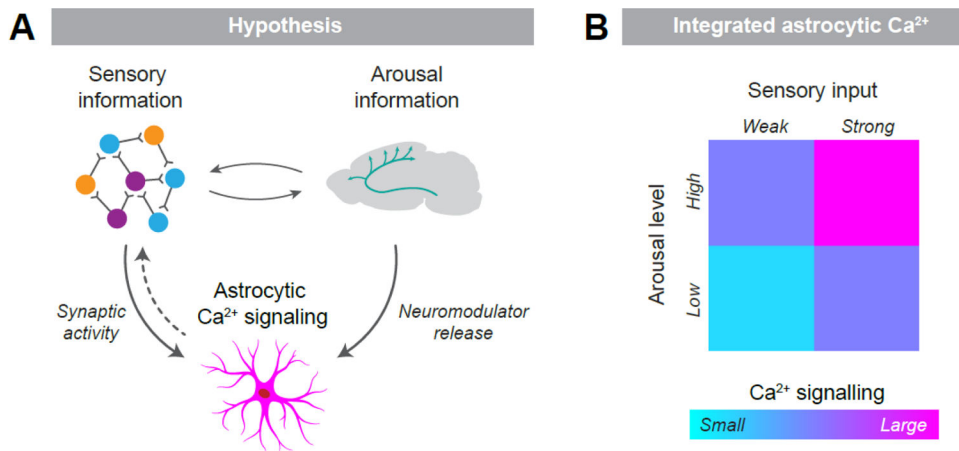 A
Hypothesis
Sensory
information
Arousal
information
Synaptic
activity
Astrocytic
Ca²⁺ signaling
Neuromodulator
release
B
Integrated astrocytic Ca²⁺
Sensory input
Weak
Strong
Arousal level
High
Low
Ca²⁺ signalling
Small
Large